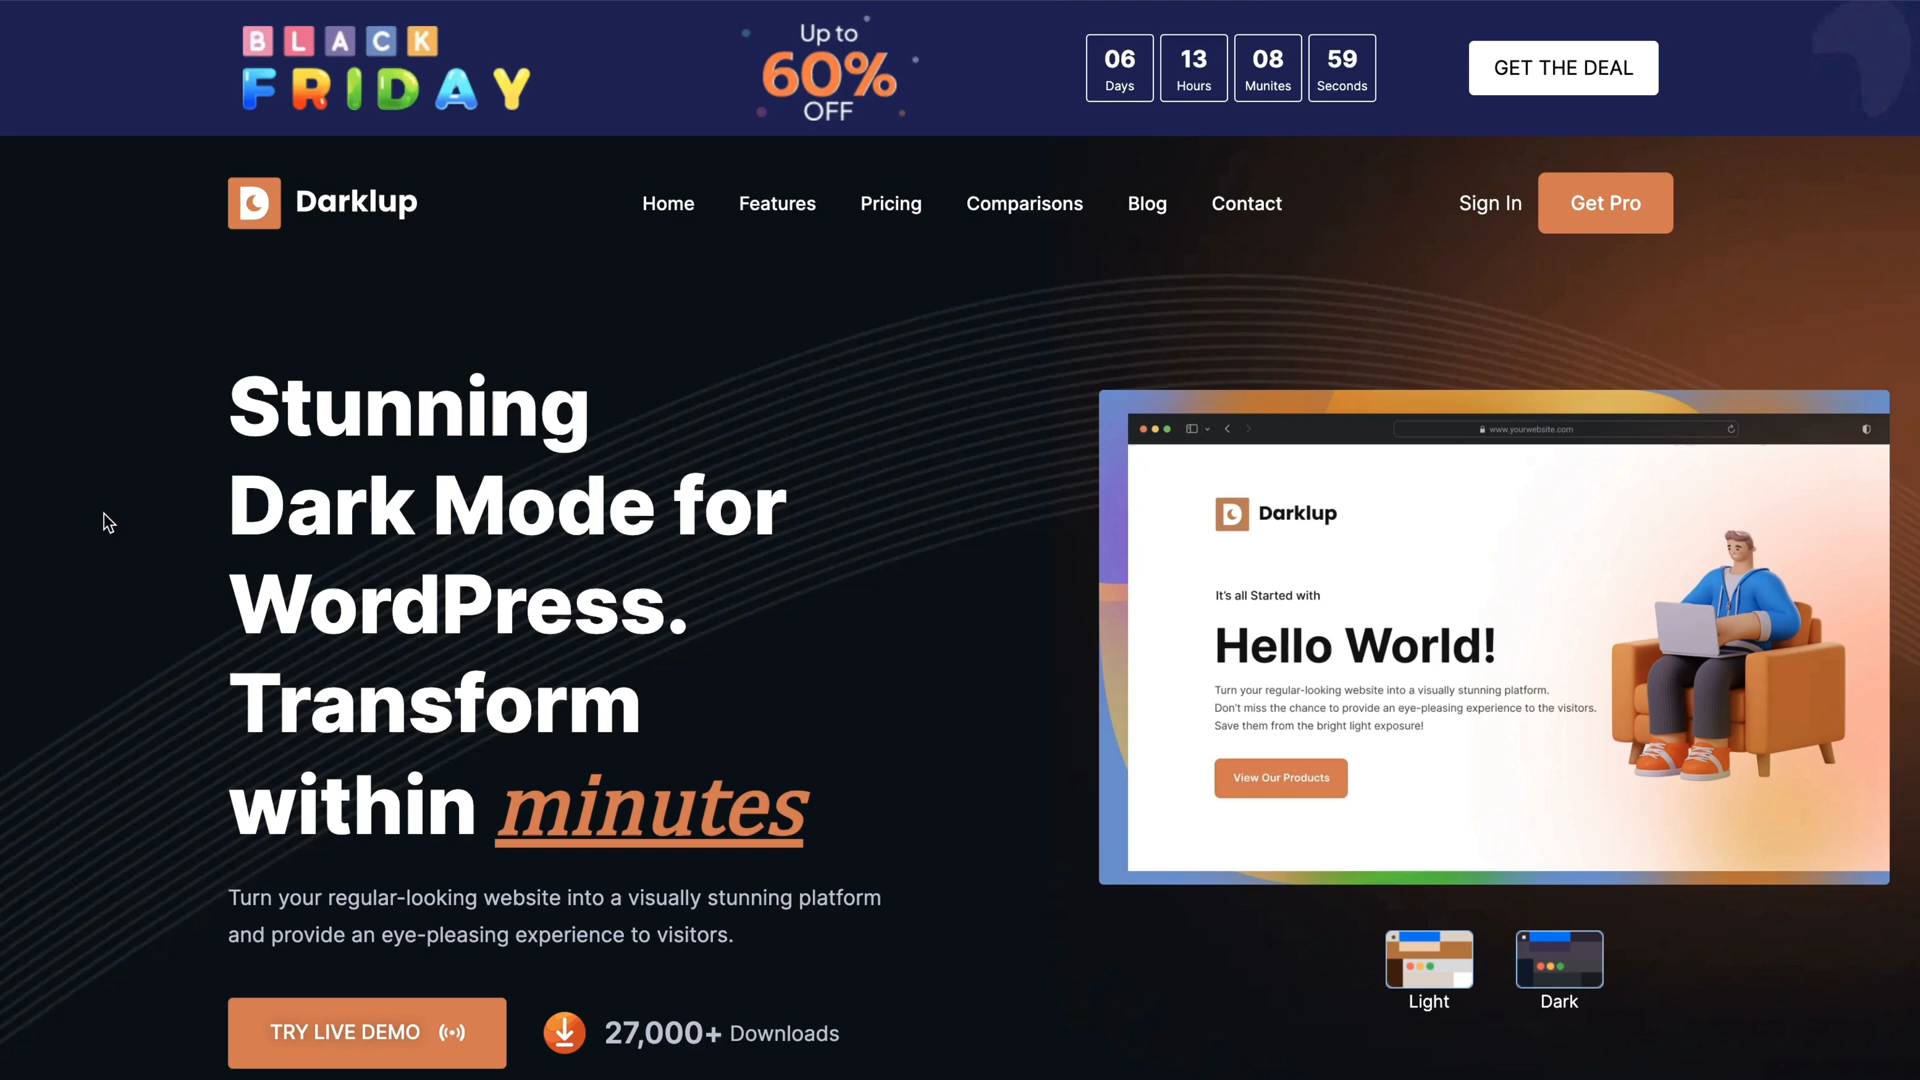 BLACK
FRIDAY
Up to
60%
OFF
06
Days
13
Hours
08
Munites
59
Seconds
GET THE DEAL
Darklup
Home
Features
Pricing
Comparisons
Blog
Contact
Sign In
Get Pro
Stunning
Dark Mode for
WordPress.
Transform
within minutes
Turn your regular-looking website into a visually stunning platform
and provide an eye-pleasing experience to visitors.
TRY LIVE DEMO
27,000+ Downloads
www.yourwebsite.com
Darklup
It's all Started with
Hello World!
Turn your regular-looking website into a visually stunning platform.
Don't miss the chance to provide an eye-pleasing experience to the visitors.
Save them from the bright light exposure!
View Our Products
Light
Dark